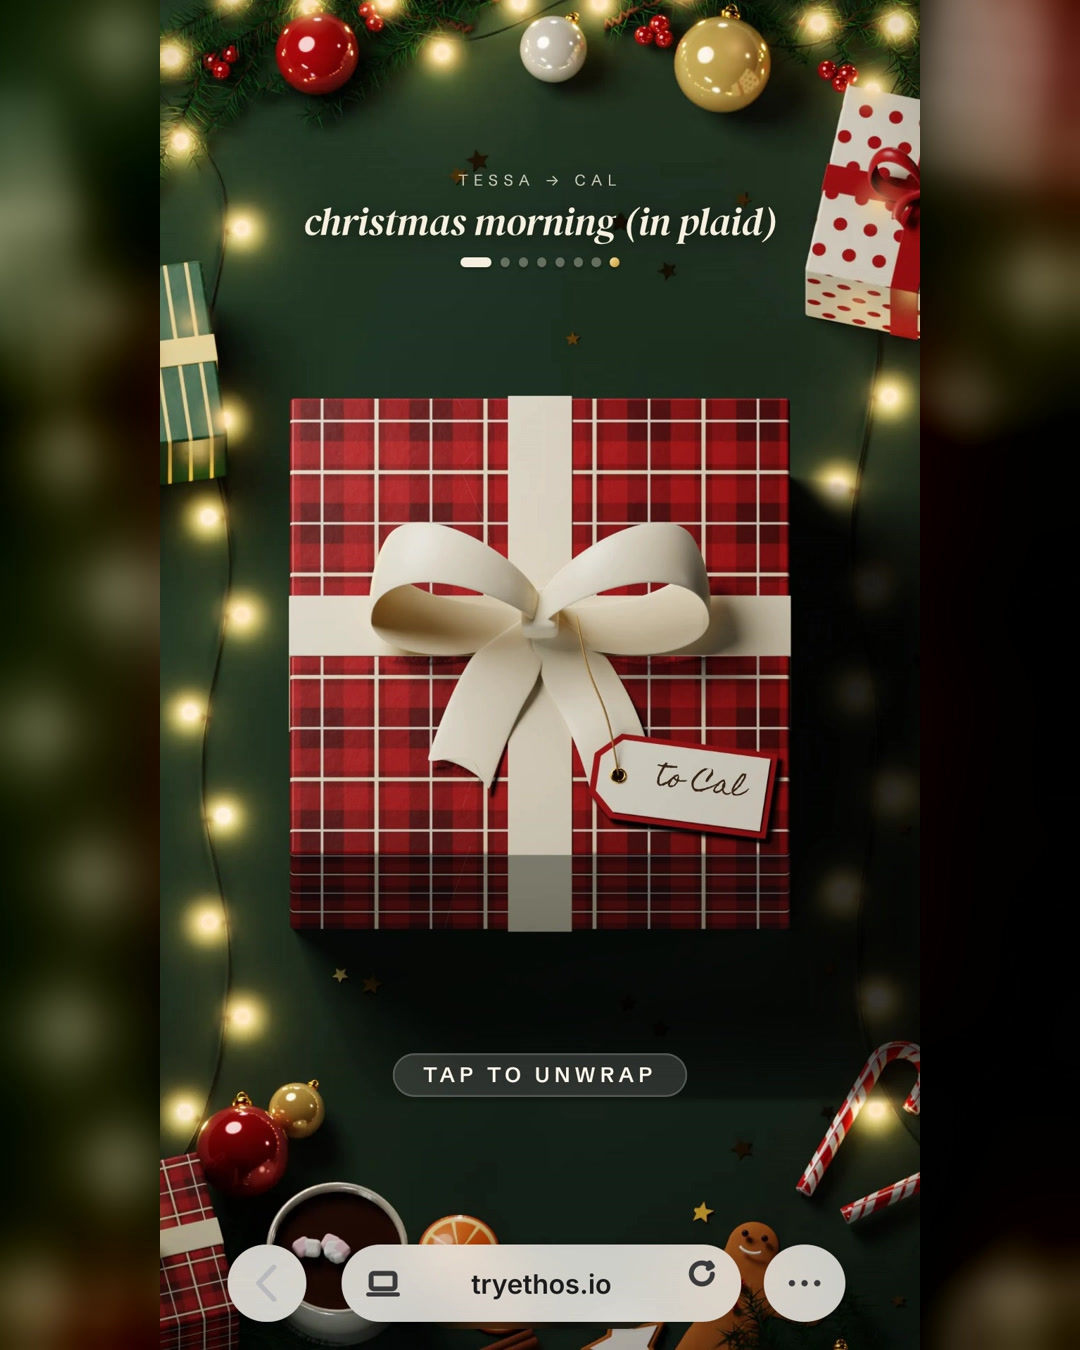 TESSA → CAL
christmas morning (in plaid)
to Cal
TAP TO UNWRAP
tryethos.io